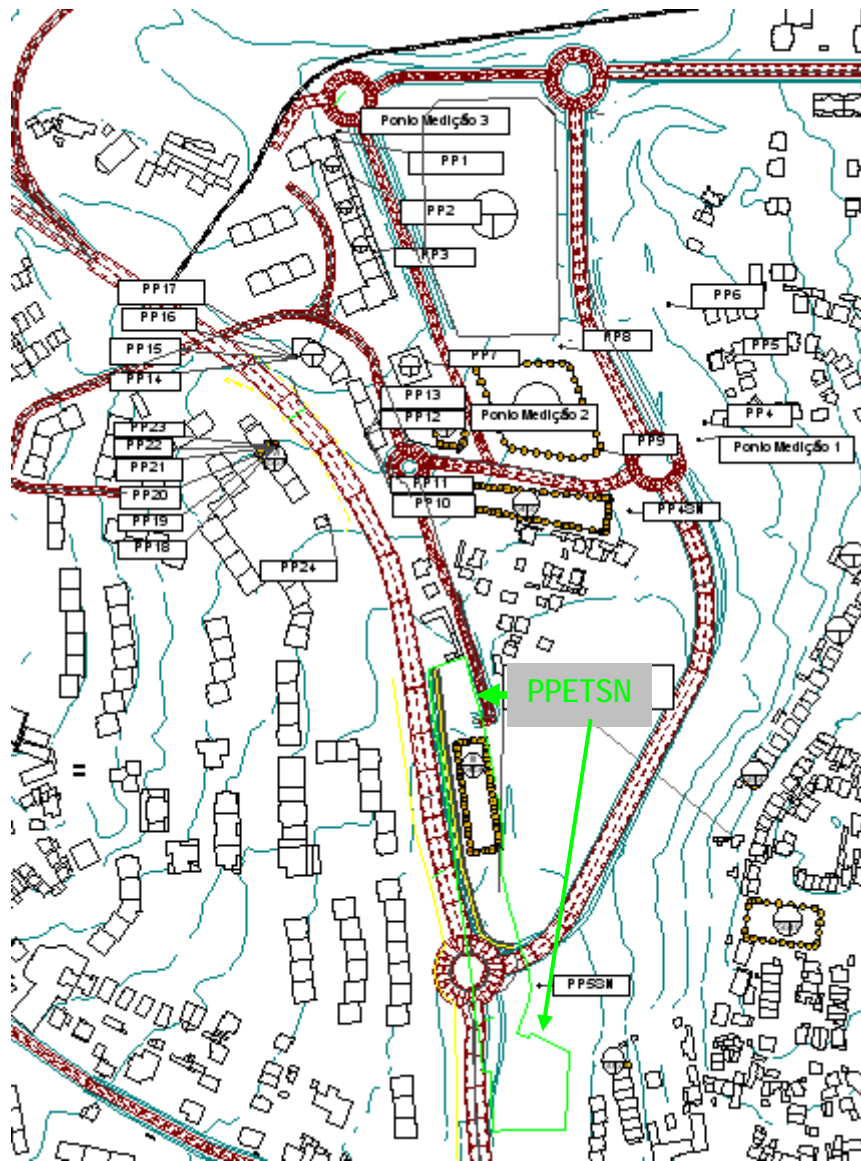 Ponto Medição 3
PP1
PP2
PP3
PP17
PP16
PP15
PP14
PP6
PP8
PP5
PP7
PP13
PP12
Ponto Medição 2
PP4
PP9
Ponto Medição 1
PP23
PP22
PP21
PP20
PP19
PP18
PP11
PP10
PP4SN
PP24
PPETSN
PP5SN